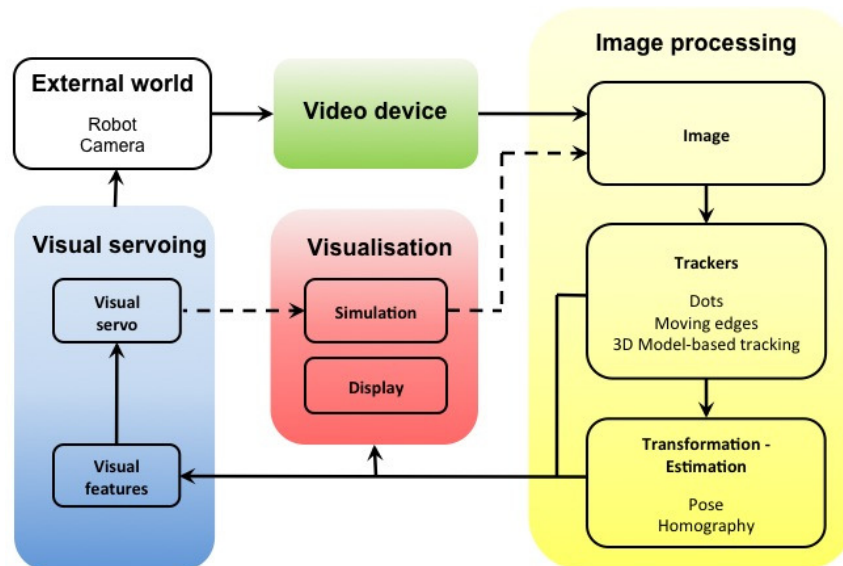 External world
Robot
Camera
Video device
Image processing
Image
Trackers
Dots
Moving edges
3D Model-based tracking
Transformation -
Estimation
Pose
Homography
Visualisation
Simulation
Display
Visual servoing
Visual
servo
Visual
features